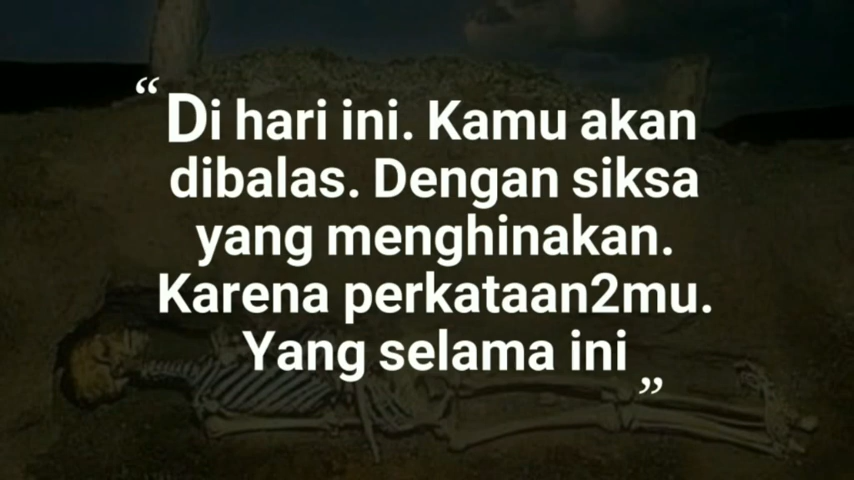 “Di hari ini. Kamu akan
dibalas. Dengan siksa
yang menghinakan.
Karena perkataan2mu.
Yang selama ini”